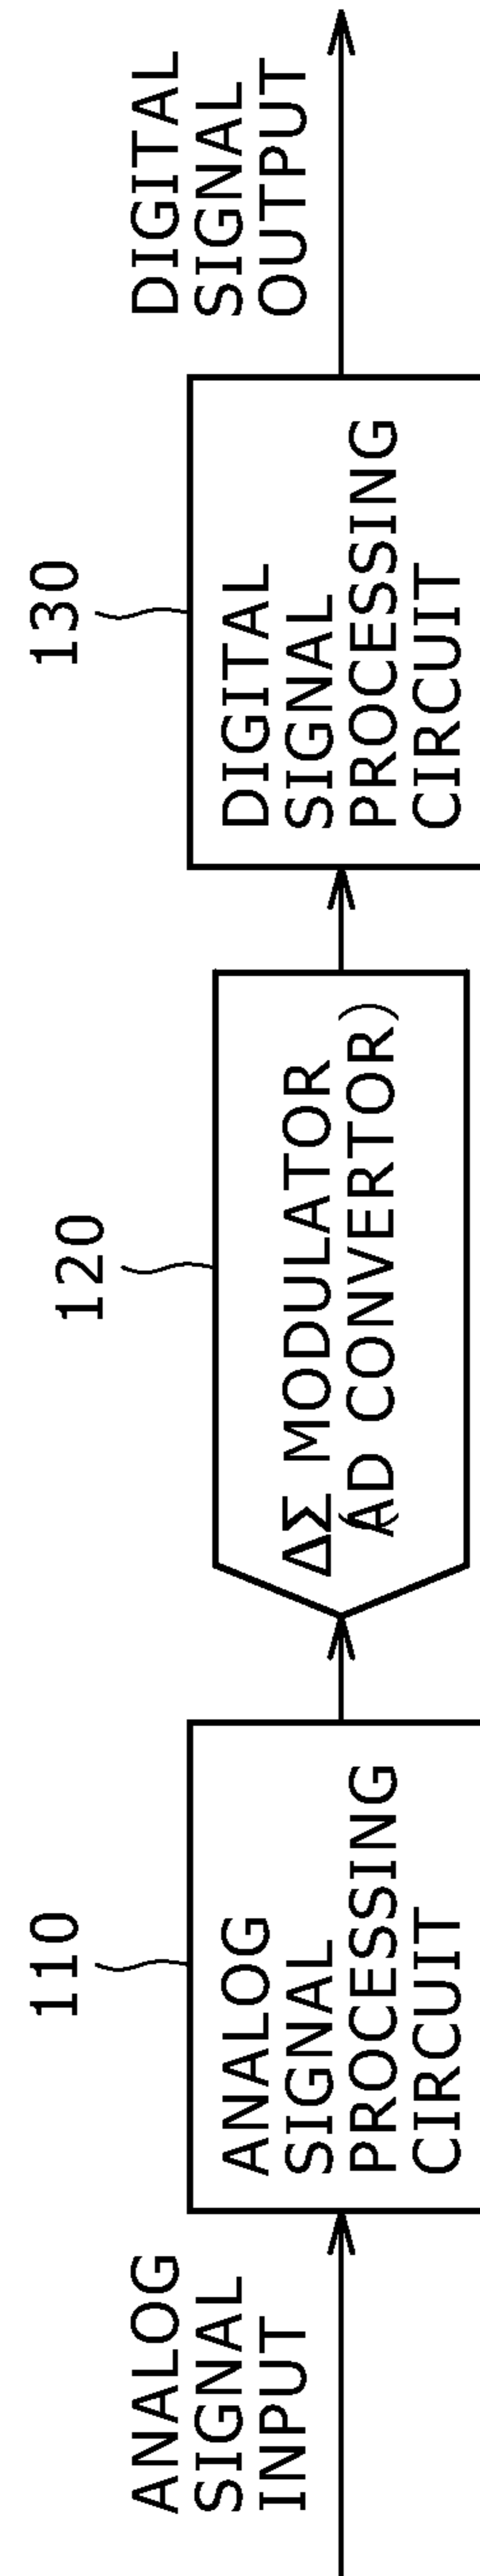 ANALOG
SIGNAL
INPUT
110
ANALOG
SIGNAL
PROCESSING
CIRCUIT
120
ΔΣ MODULATOR
(AD CONVERTOR)
130
DIGITAL
SIGNAL
PROCESSING
CIRCUIT
DIGITAL
SIGNAL
OUTPUT